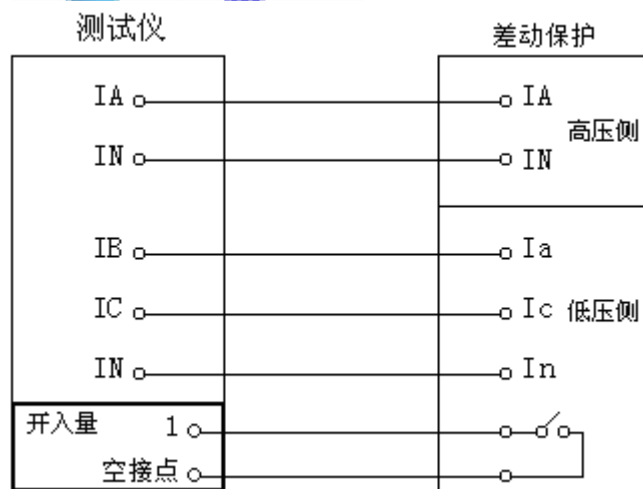 测试仪 差动保护
IA IA
高压侧
IN IN
IB Ia
IC Ic 低压侧
IN In
开入量 1
空接点